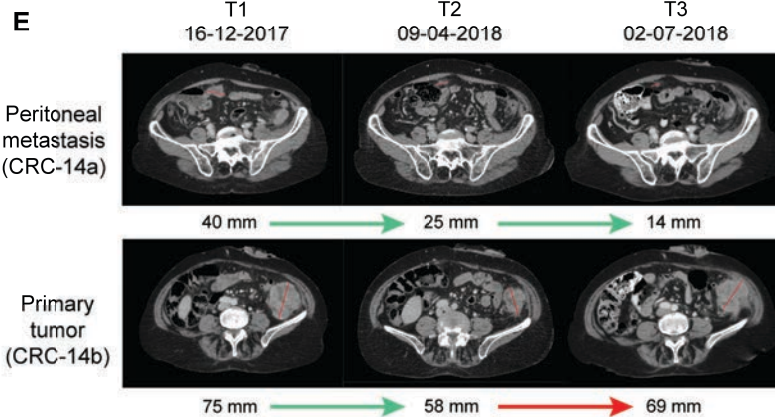 E
T1 T2 T3
16-12-2017 09-04-2018 02-07-2018
Peritoneal
metastasis
(CRC-14a)
40 mm 25 mm 14 mm
Primary
tumor
(CRC-14b)
75 mm 58 mm 69 mm